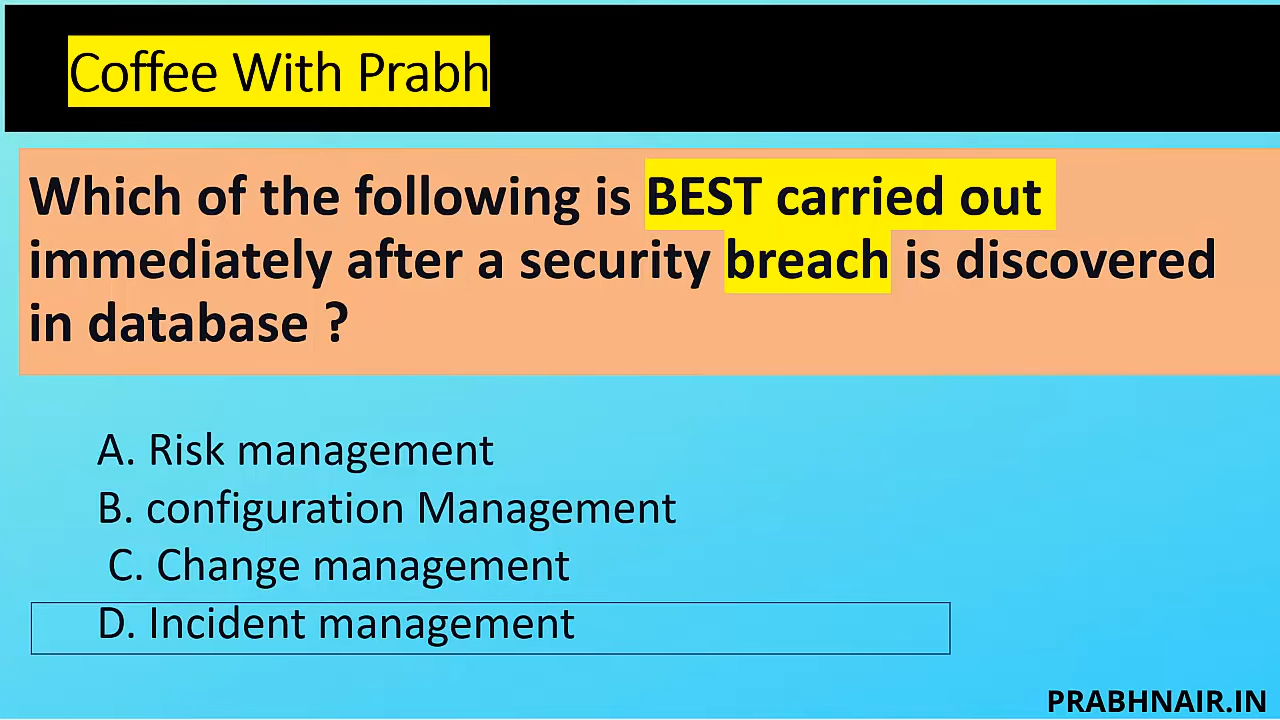 Coffee With Prabh
Which of the following is BEST carried out
immediately after a security breach is discovered
in database ?
A. Risk management
B. configuration Management
C. Change management
D. Incident management
PRABHNAIR.IN